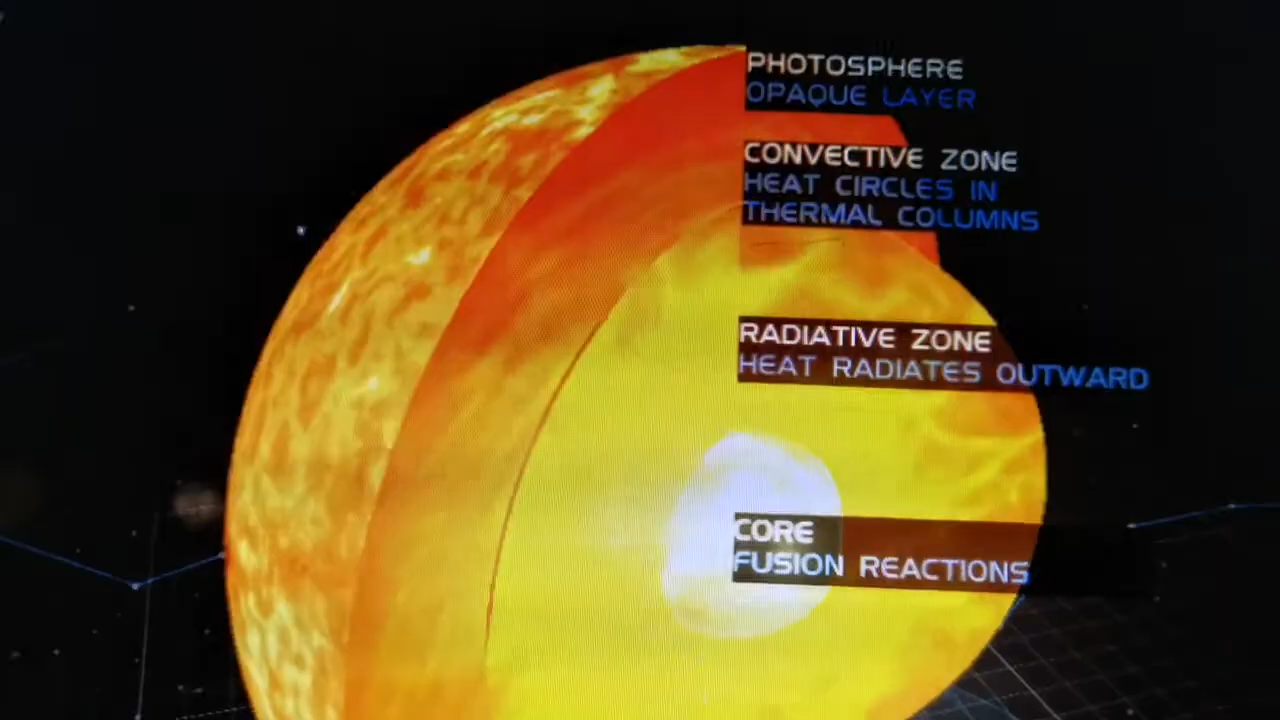 PHOTOSPHERE
OPAQUE LAYER
CONVECTIVE ZONE
HEAT CIRCLES IN
THERMAL COLUMNS
RADIATIVE ZONE
HEAT RADIATES OUTWARD
CORE
FUSION REACTIONS